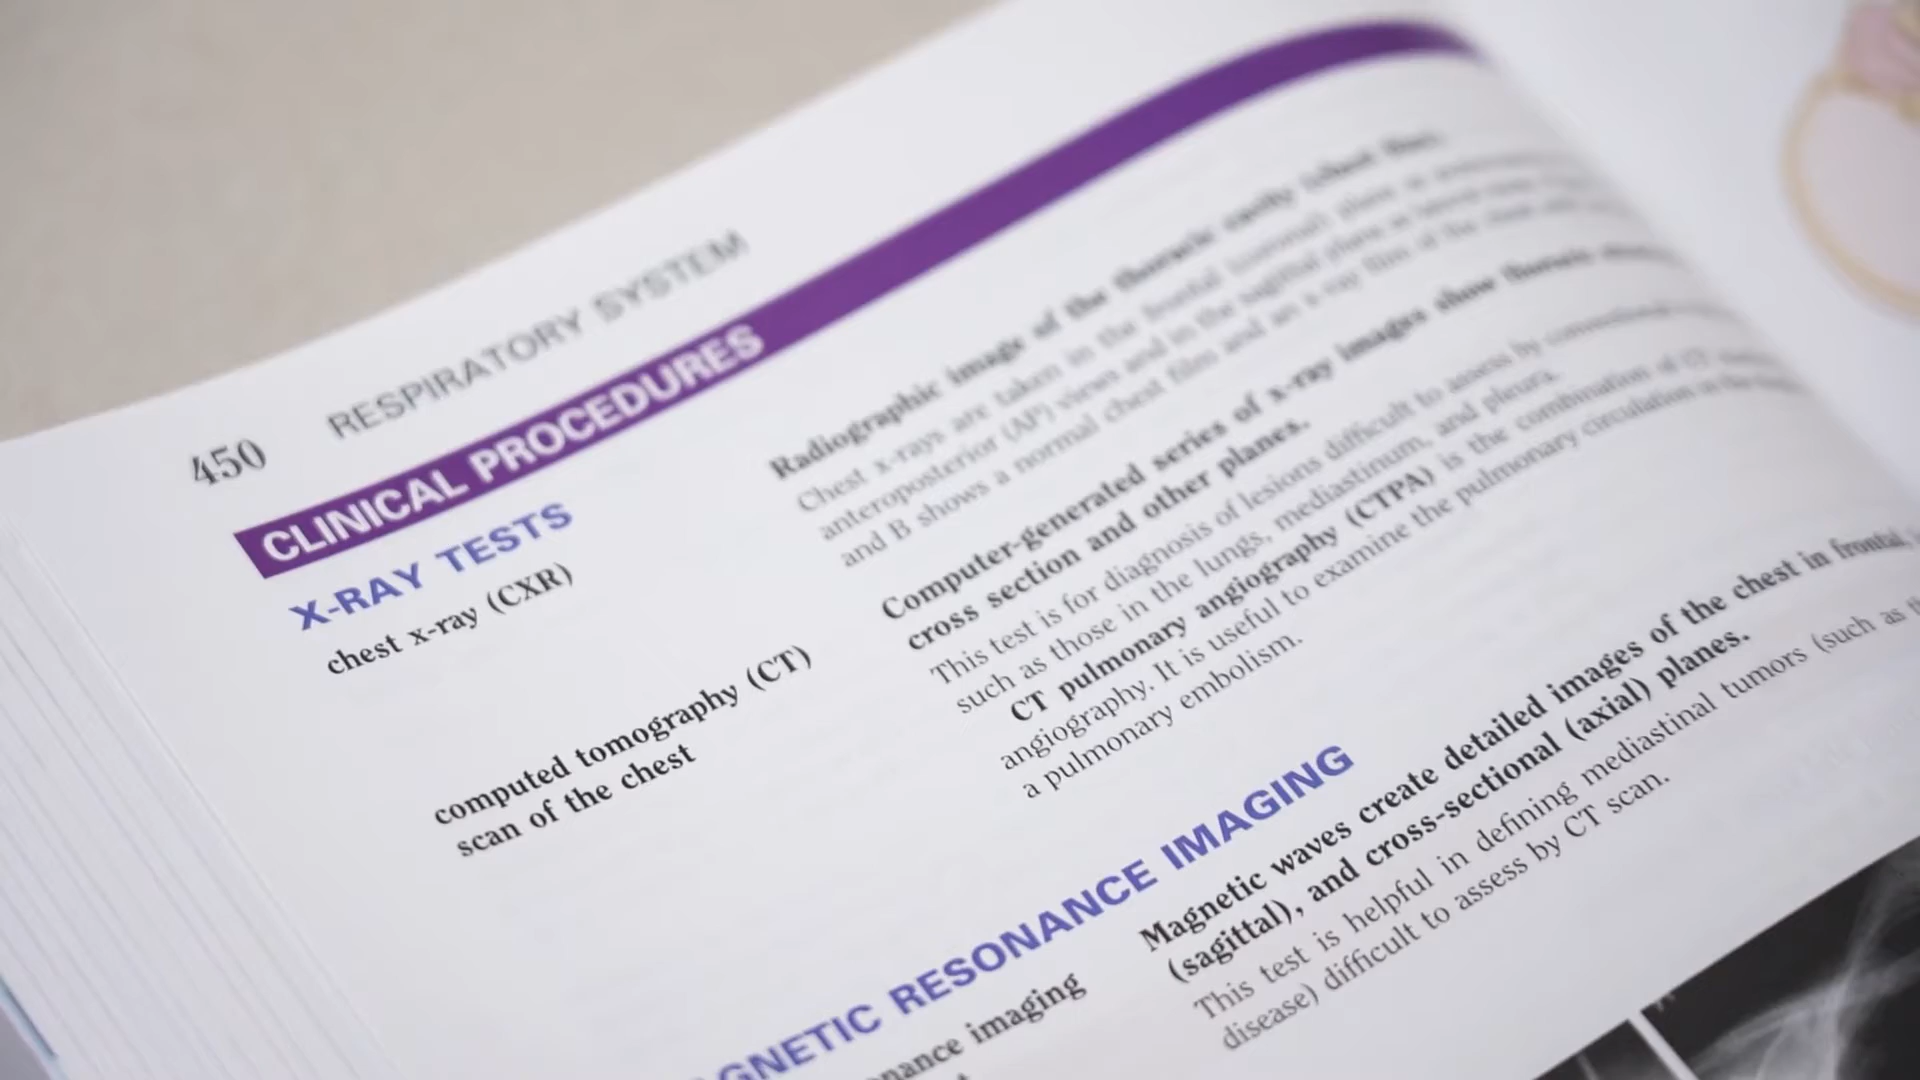 450
RESPIRATORY SYSTEM
CLINICAL PROCEDURES
X-RAY TESTS
chest x-ray (CXR)
Radiographic image of the thoracic cavity (chest film).
Chest x-rays are taken in the frontal (coronal) plane
anteroposterior (AP) views and in the sagittal plane
and B shows a normal chest film and an x-ray film of the chest
computed tomography (CT)
scan of the chest
Computer-generated series of x-ray images show thoracic
cross section and other planes.
This test is for diagnosis of lesions difficult to assess by conventional
such as those in the lungs, mediastinum, and pleura.
CT pulmonary angiography (CTPA) is the combination of CT
angiography. It is useful to examine the pulmonary circulation in the
a pulmonary embolism.
GNETIC RESONANCE IMAGING
nance imaging
Magnetic waves create detailed images of the chest in frontal,
(sagittal), and cross-sectional (axial) planes.
This test is helpful in defining mediastinal tumors (such as
disease) difficult to assess by CT scan.